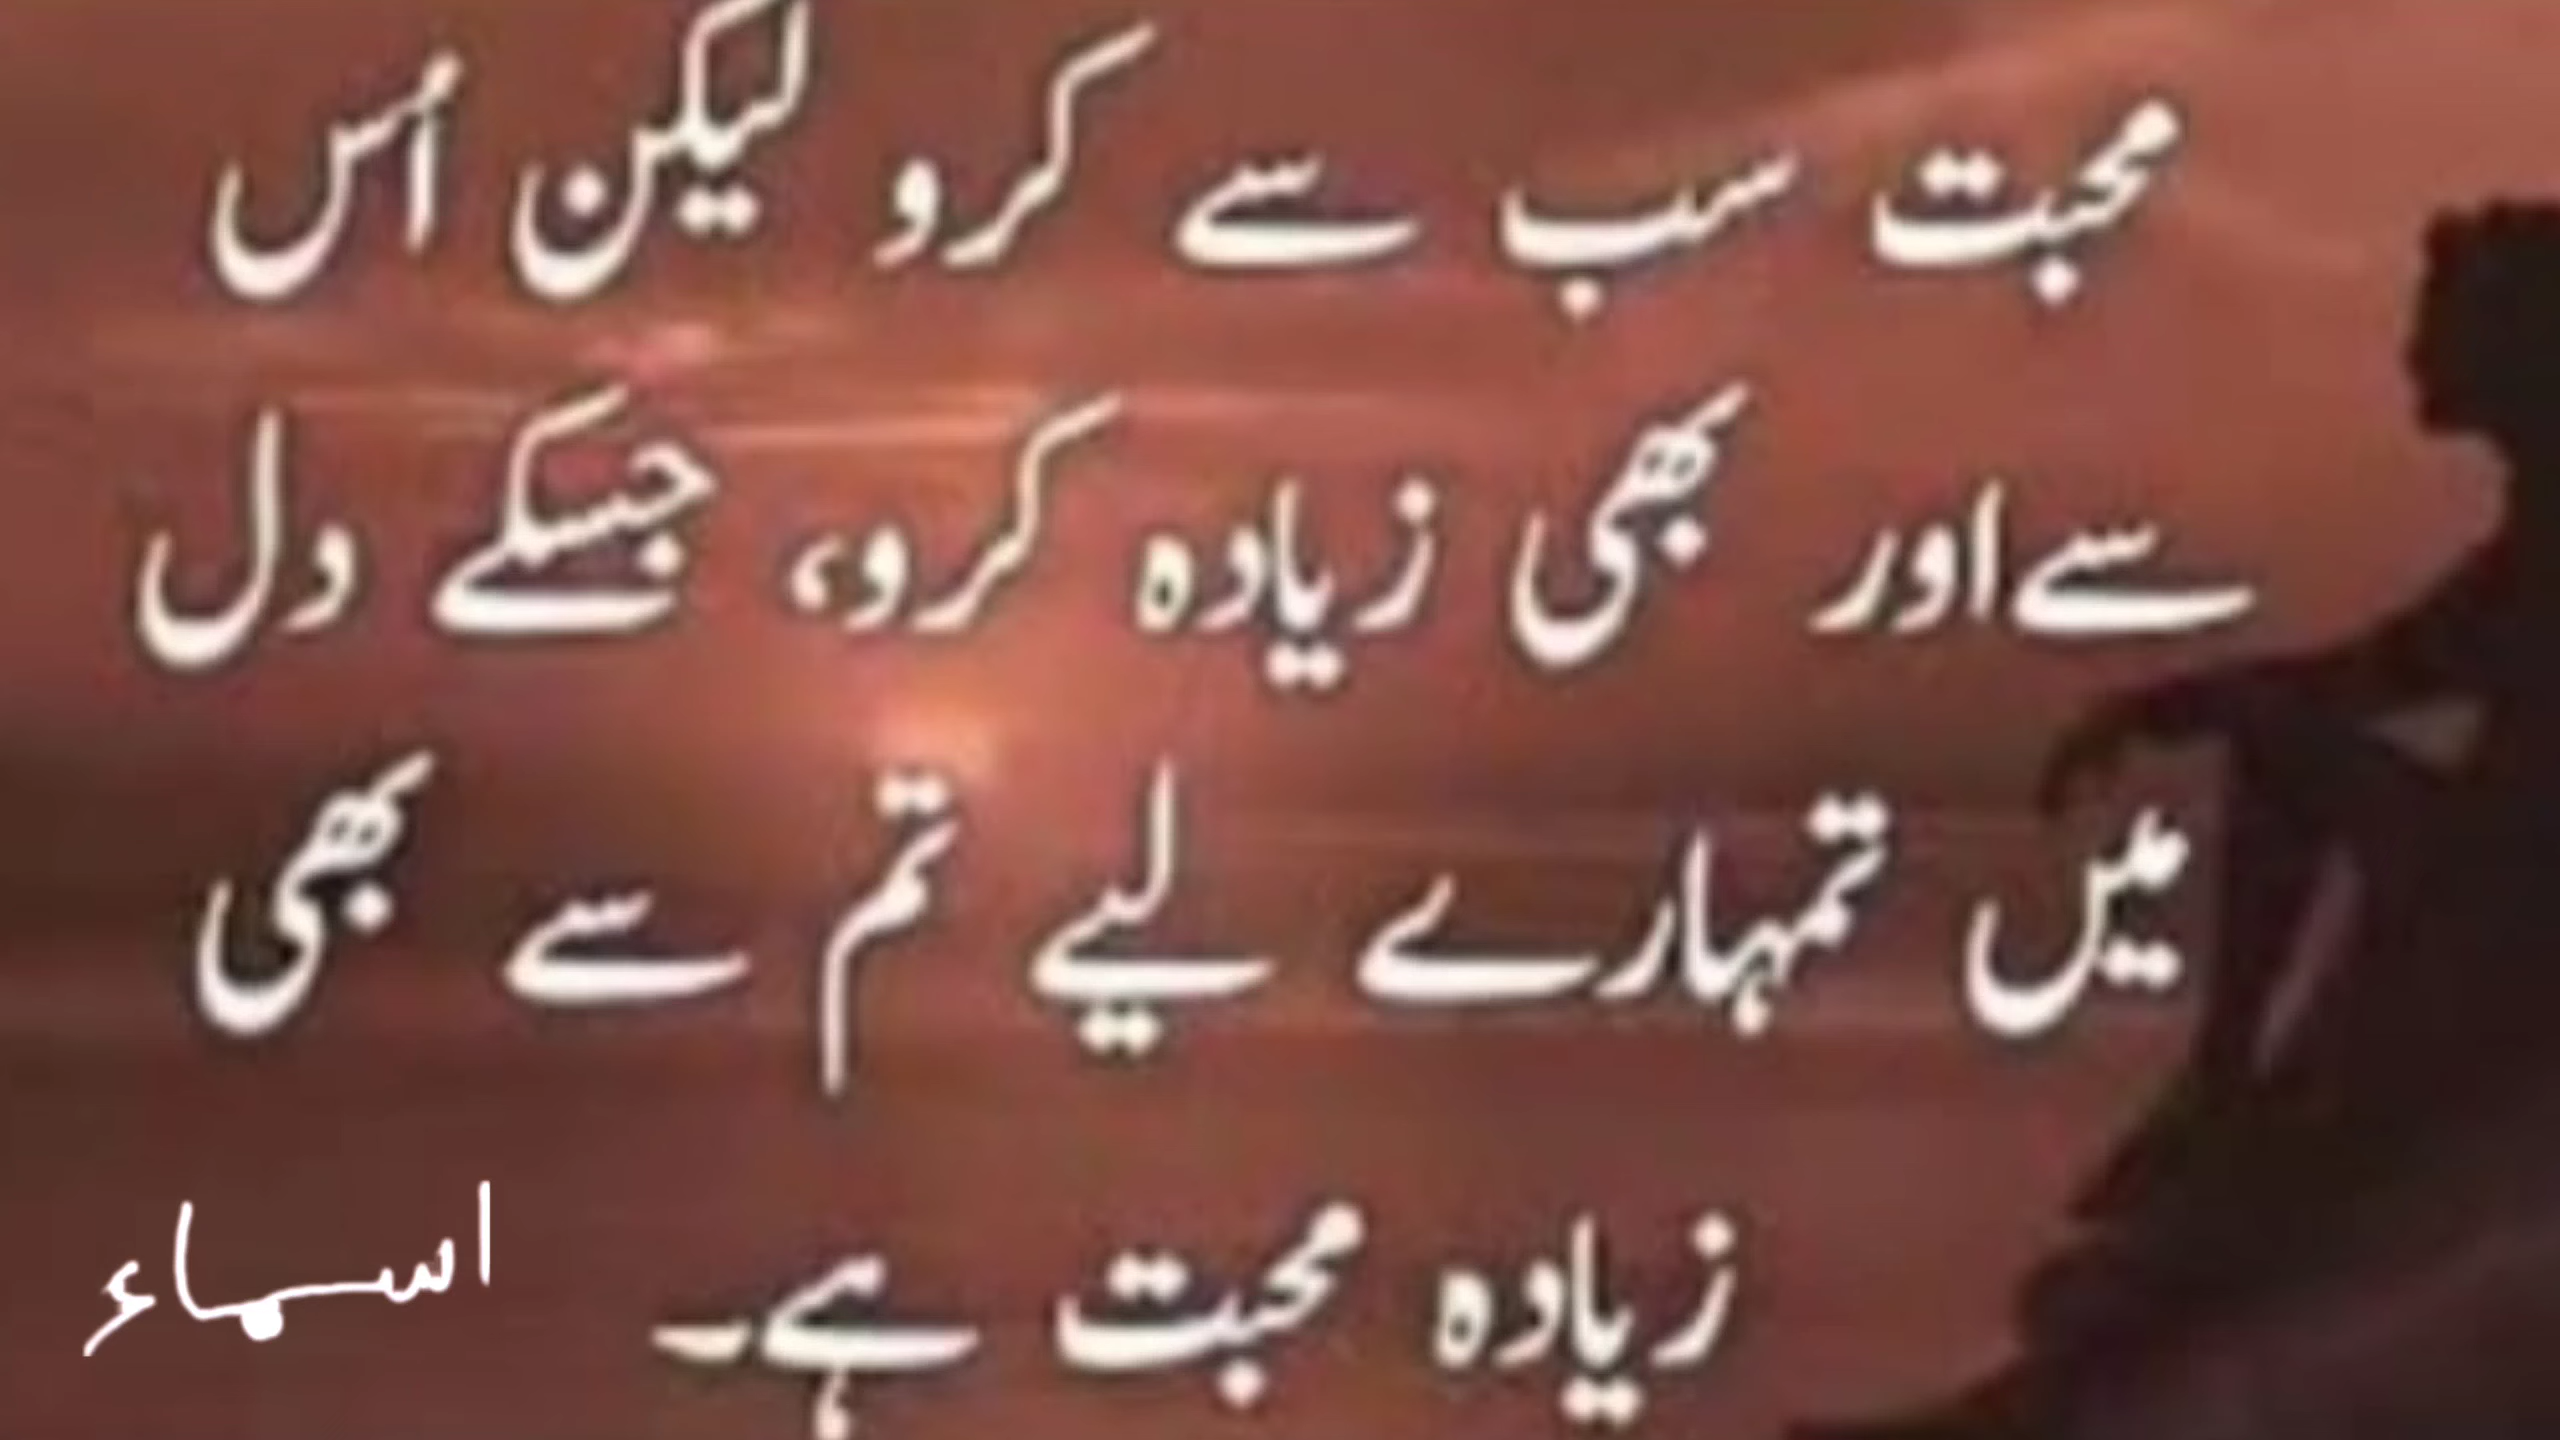 محبت سب سے کرو لیکن اُس
سے اور بھی زیادہ کرو، جسکے دل
میں تمہارے لیے تم سے بھی
زیادہ محبت ہے۔
اسماء